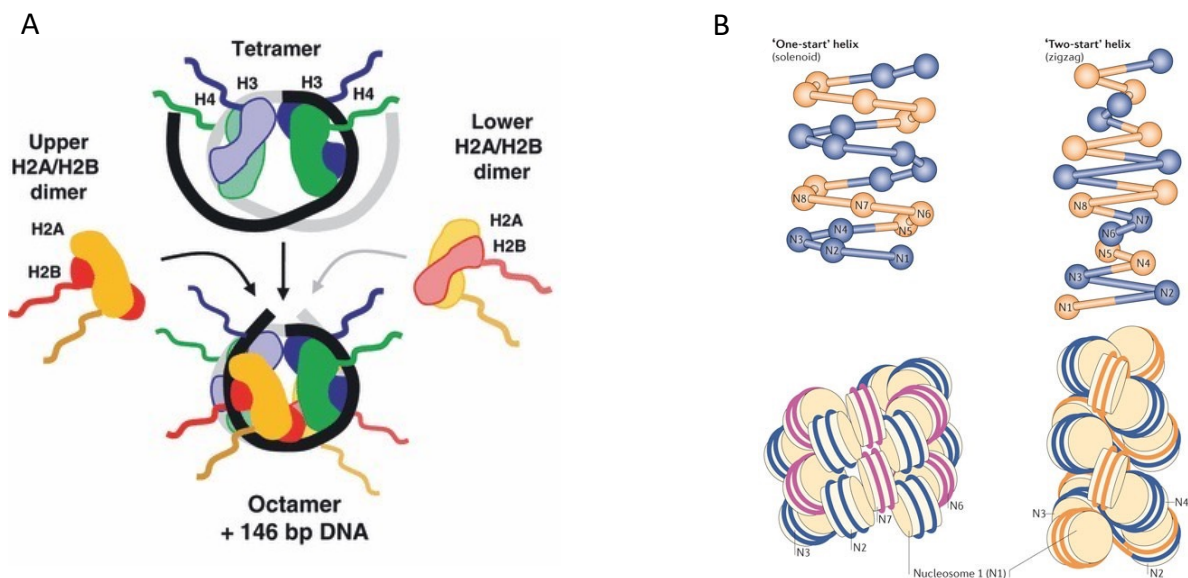 A
Tetramer
H3
H3
H4
H4
Upper
H2A/H2B
dimer
Lower
H2A/H2B
dimer
H2A
H2B
H2A
H2B
Octamer
+ 146 bp DNA
B
'One-start' helix
(solenoid)
N8
N7
N6
N5
N4
N3
N2
N1
'Two-start' helix
(zigzag)
N8
N7
N6
N5
N4
N3
N2
N1
N7
N6
N3
N2
N3
N4
N2
Nucleosome 1 (N1)